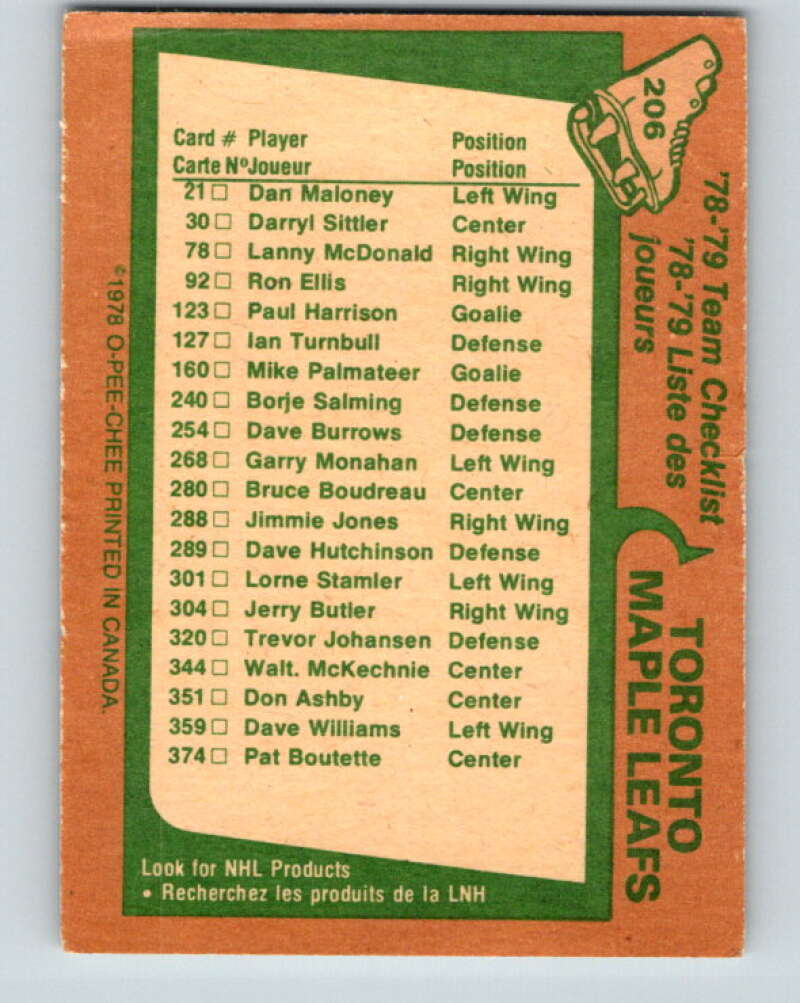 206
'78-'79 Team Checklist
'78-'79 Liste des
joueurs
TORONTO
MAPLE LEAFS
Card # Player Position
Carte Nº Joueur Position
21 □ Dan Maloney Left Wing
30 □ Darryl Sittler Center
78 □ Lanny McDonald Right Wing
92 □ Ron Ellis Right Wing
123 □ Paul Harrison Goalie
127 □ Ian Turnbull Defense
160 □ Mike Palmateer Goalie
240 □ Borje Salming Defense
254 □ Dave Burrows Defense
268 □ Garry Monahan Left Wing
280 □ Bruce Boudreau Center
288 □ Jimmie Jones Right Wing
289 □ Dave Hutchinson Defense
301 □ Lorne Stamler Left Wing
304 □ Jerry Butler Right Wing
320 □ Trevor Johansen Defense
344 □ Walt. McKechnie Center
351 □ Don Ashby Center
359 □ Dave Williams Left Wing
374 □ Pat Boutette Center
Look for NHL Products
• Recherchez les produits de la LNH
©1978 O-PEE-CHEE PRINTED IN CANADA.